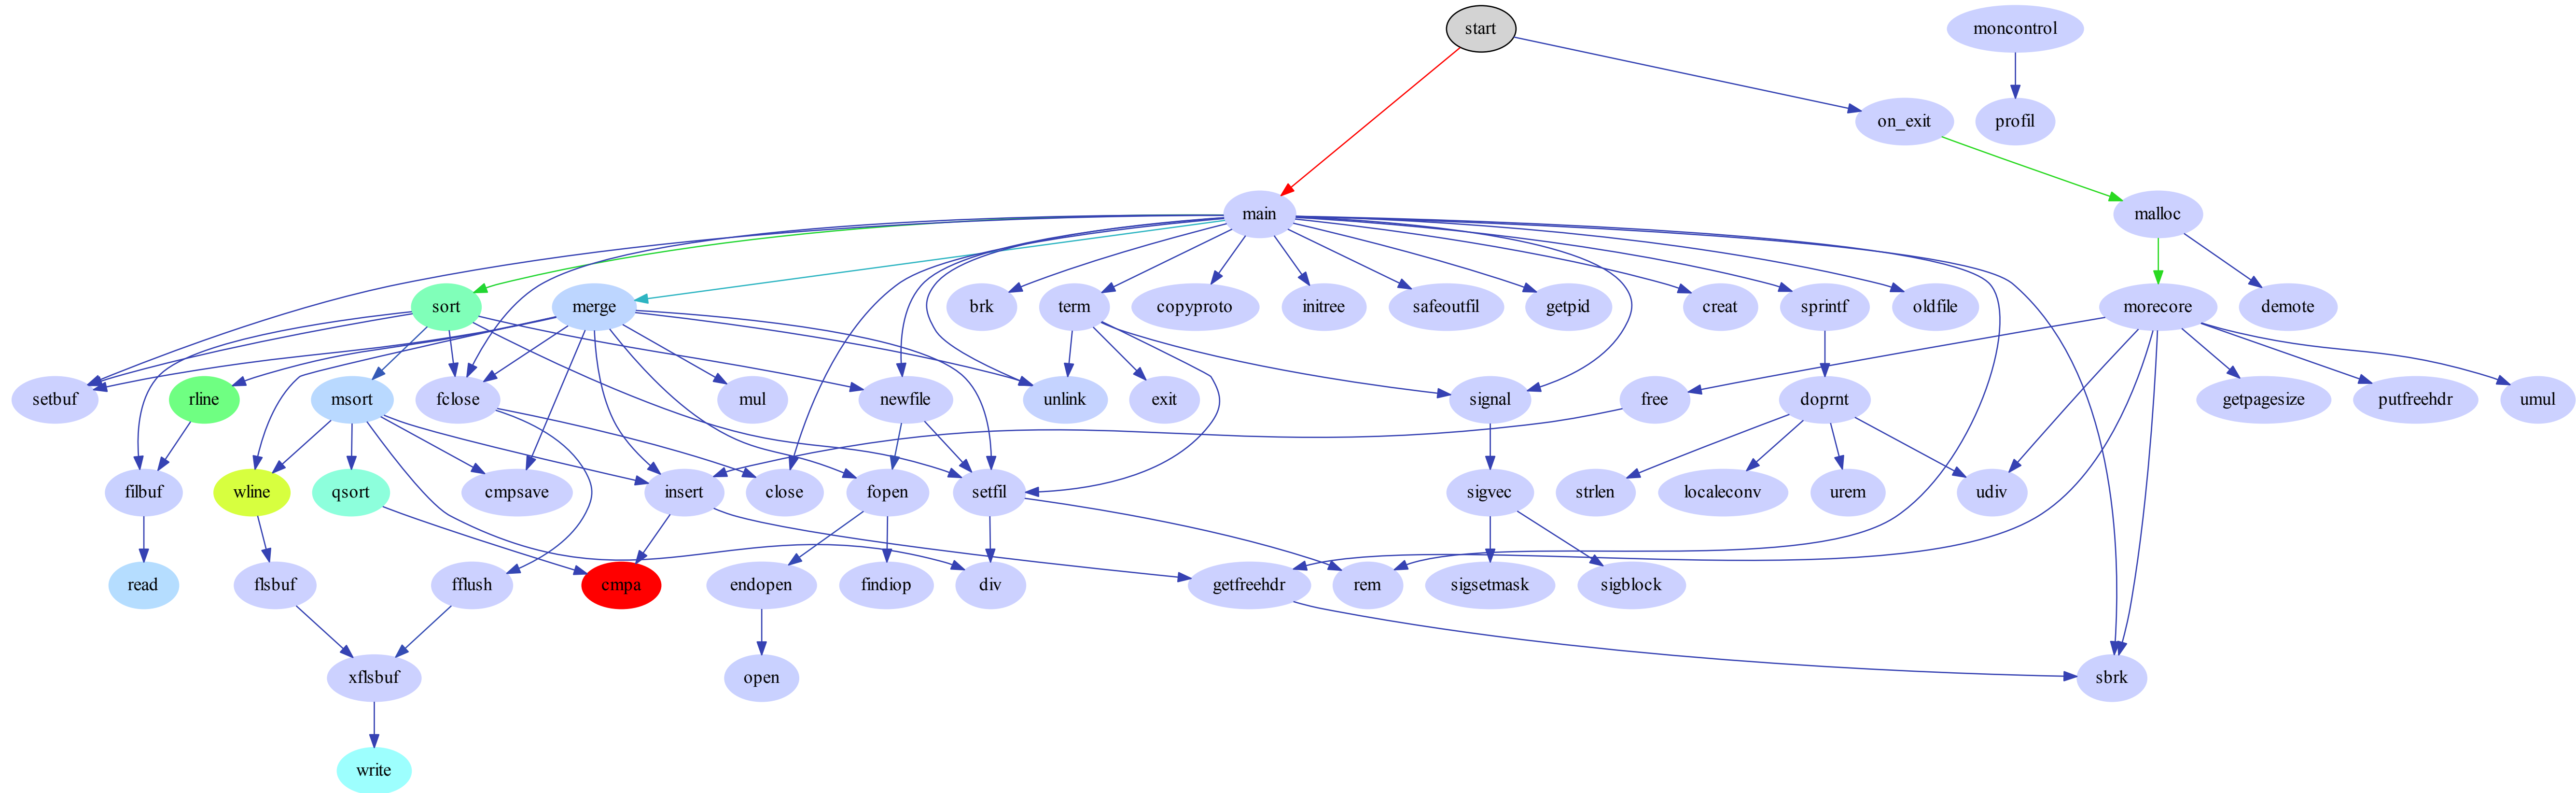 start
moncontrol
on_exit
profil
main
malloc
sort
merge
brk
term
copyproto
initree
safeoutfil
getpid
creat
sprintf
oldfile
morecore
demote
setbuf
rline
msort
fclose
mul
newfile
unlink
exit
signal
free
doprnt
getpagesize
putfreehdr
umul
filbuf
wline
qsort
cmpsave
insert
close
fopen
setfil
sigvec
strlen
localeconv
urem
udiv
read
flsbuf
fflush
cmpa
endopen
findiop
div
getfreehdr
rem
sigsetmask
sigblock
xflsbuf
open
sbrk
write